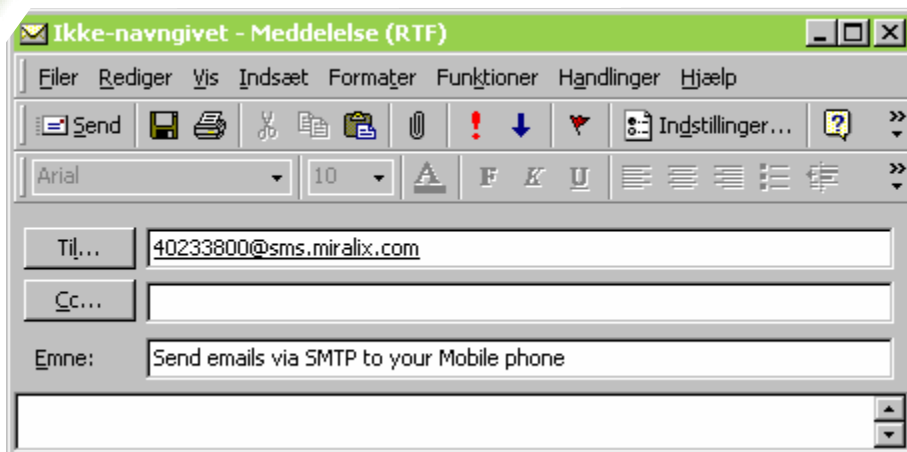 Ikke-navngivet - Meddelelse (RTF)
Filer Rediger Vis Indsæt Formater Funktioner Handlinger Hjælp
Send Indstillinger...
Arial 10 A F K U
Til... 40233800@sms.miralix.com
Cc...
Emne: Send emails via SMTP to your Mobile phone